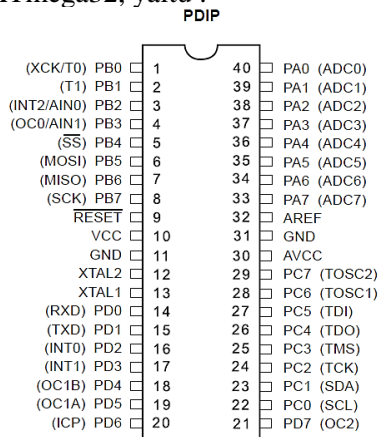 Tmega32, yaitu :
PDIP
(XCK/T0) PB0 1 40 PA0 (ADC0)
(T1) PB1 2 39 PA1 (ADC1)
(INT2/AIN0) PB2 3 38 PA2 (ADC2)
(OC0/AIN1) PB3 4 37 PA3 (ADC3)
(SS) PB4 5 36 PA4 (ADC4)
(MOSI) PB5 6 35 PA5 (ADC5)
(MISO) PB6 7 34 PA6 (ADC6)
(SCK) PB7 8 33 PA7 (ADC7)
RESET 9 32 AREF
VCC 10 31 GND
GND 11 30 AVCC
XTAL2 12 29 PC7 (TOSC2)
XTAL1 13 28 PC6 (TOSC1)
(RXD) PD0 14 27 PC5 (TDI)
(TXD) PD1 15 26 PC4 (TDO)
(INT0) PD2 16 25 PC3 (TMS)
(INT1) PD3 17 24 PC2 (TCK)
(OC1B) PD4 18 23 PC1 (SDA)
(OC1A) PD5 19 22 PC0 (SCL)
(ICP) PD6 20 21 PD7 (OC2)